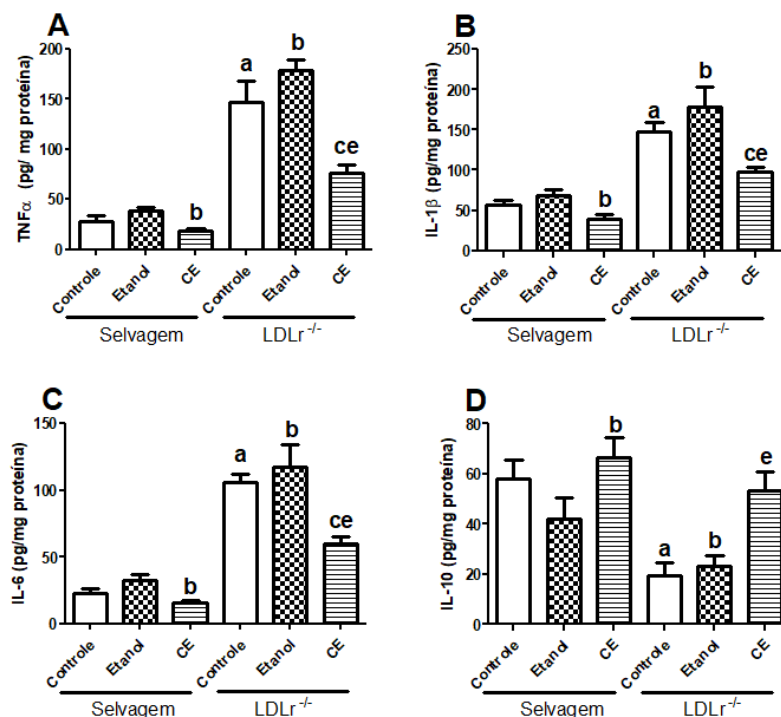 A
TNFα (pg/ mg proteína)
200
150
100
50
0
a
b
b
ce
Controle
Etanol
CE
Controle
Etanol
CE
Selvagem
LDLr -/-
B
IL-1β (pg/mg proteína)
250
200
150
100
50
0
b
a
b
ce
Controle
Etanol
CE
Controle
Etanol
CE
Selvagem
LDLr -/-
C
IL-6 (pg/mg proteína)
150
100
50
0
b
a
b
ce
Controle
Etanol
CE
Controle
Etanol
CE
Selvagem
LDLr -/-
D
IL-10 (pg/mg proteína)
80
60
40
20
0
b
a
b
e
Controle
Etanol
CE
Controle
Etanol
CE
Selvagem
LDLr -/-